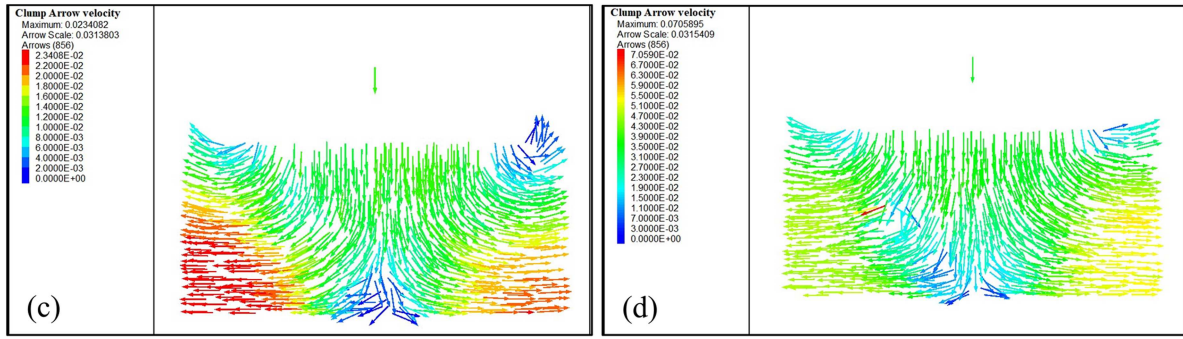 Clump Arrow velocity
Maximum: 0.0234082
Arrow Scale: 0.0313803
Arrows (856)
2.3408E-02
2.2000E-02
2.0000E-02
1.8000E-02
1.6000E-02
1.4000E-02
1.2000E-02
1.0000E-02
8.0000E-03
6.0000E-03
4.0000E-03
2.0000E-03
0.0000E+00
(c)
Clump Arrow velocity
Maximum: 0.0705895
Arrow Scale: 0.0315409
Arrows (856)
7.0590E-02
6.7000E-02
6.3000E-02
5.9000E-02
5.5000E-02
5.1000E-02
4.7000E-02
4.3000E-02
3.9000E-02
3.5000E-02
3.1000E-02
2.7000E-02
2.3000E-02
1.9000E-02
1.5000E-02
1.1000E-02
7.0000E-03
3.0000E-03
0.0000E+00
(d)